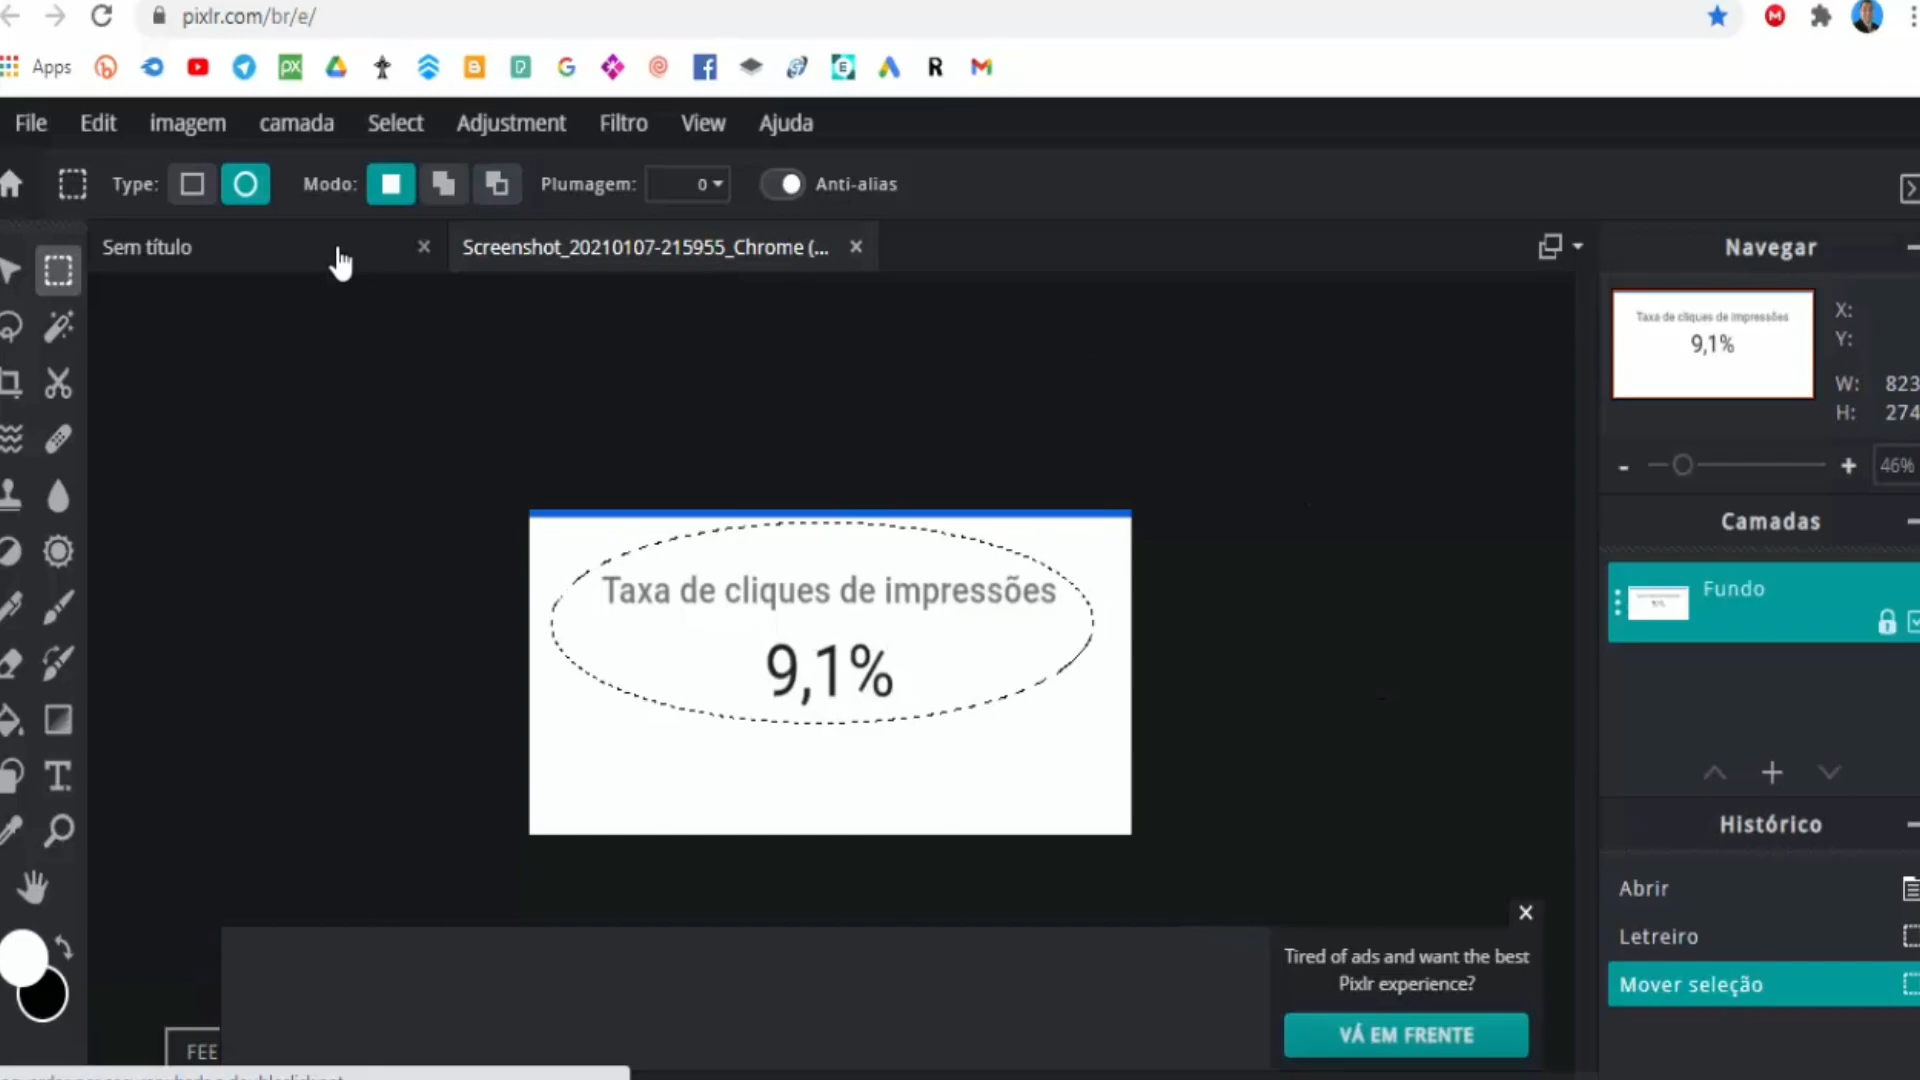 pixlr.com/br/e/
Apps
File Edit imagem camada Select Adjustment Filtro View Ajuda
Type: Modo: Plumagem: 0 Anti-alias
Sem título
Screenshot_20210107-215955_Chrome (...
Navegar
Taxa de cliques de impressões
9,1%
X:
Y:
W: 823
H: 274
- + 46%
Camadas
Fundo
Taxa de cliques de impressões
9,1%
Histórico
Abrir
Letreiro
Mover seleção
Tired of ads and want the best
Pixlr experience?
VÁ EM FRENTE
FEE